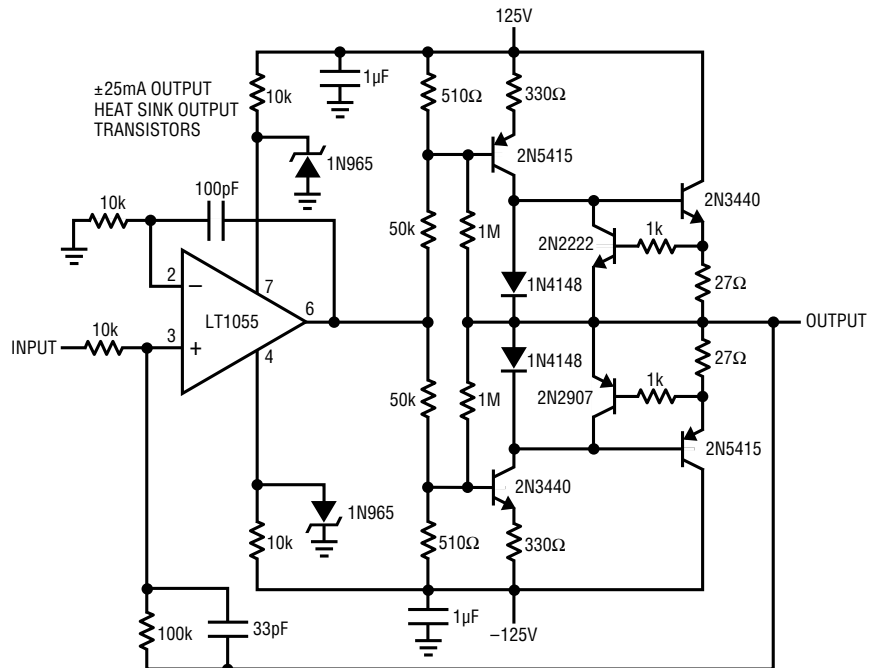 125V
±25mA OUTPUT
HEAT SINK OUTPUT
TRANSISTORS
10k
1µF
510Ω
330Ω
2N5415
1N965
2N3440
100pF
10k
50k
1M
2N2222
1k
1N4148
27Ω
2
7
6
LT1055
OUTPUT
INPUT
10k
3
4
1N4148
27Ω
50k
1M
2N2907
1k
2N5415
2N3440
1N965
10k
510Ω
330Ω
100k
33pF
1µF
–125V